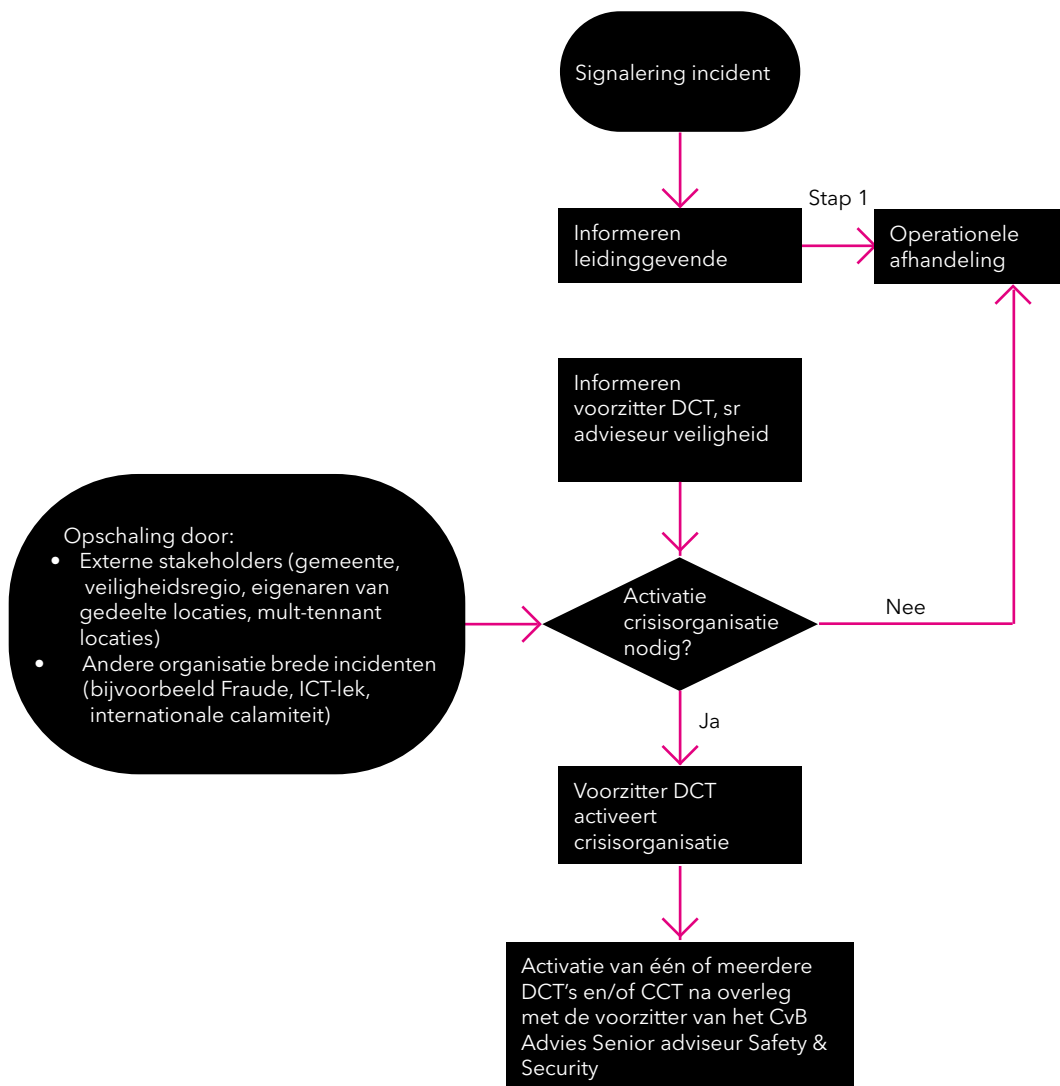 Signalering incident
Stap 1
Informeren
leidinggevende
Operationele
afhandeling
Informeren
voorzitter DCT, sr
advieseur veiligheid
Opschaling door:
• Externe stakeholders (gemeente,
veiligheidsregio, eigenaren van
gedeelte locaties, mult-tennant
locaties)
• Andere organisatie brede incidenten
(bijvoorbeeld Fraude, ICT-lek,
internationale calamiteit)
Activatie
crisisorganisatie
nodig?
Nee
Ja
Voorzitter DCT
activeert
crisisorganisatie
Activatie van één of meerdere
DCT's en/of CCT na overleg
met de voorzitter van het CvB
Advies Senior adviseur Safety &
Security